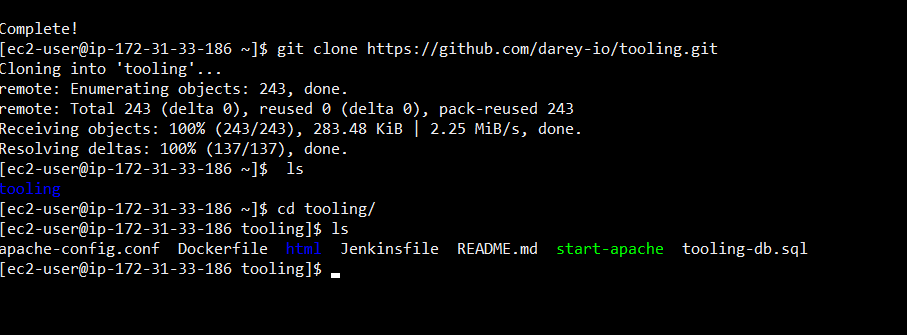 Complete!
[ec2-user@ip-172-31-33-186 ~]$ git clone https://github.com/darey-io/tooling.git
Cloning into 'tooling'...
remote: Enumerating objects: 243, done.
remote: Total 243 (delta 0), reused 0 (delta 0), pack-reused 243
Receiving objects: 100% (243/243), 283.48 KiB | 2.25 MiB/s, done.
Resolving deltas: 100% (137/137), done.
[ec2-user@ip-172-31-33-186 ~]$  ls
tooling
[ec2-user@ip-172-31-33-186 ~]$ cd tooling/
[ec2-user@ip-172-31-33-186 tooling]$ ls
apache-config.conf  Dockerfile  html  Jenkinsfile  README.md  start-apache  tooling-db.sql
[ec2-user@ip-172-31-33-186 tooling]$